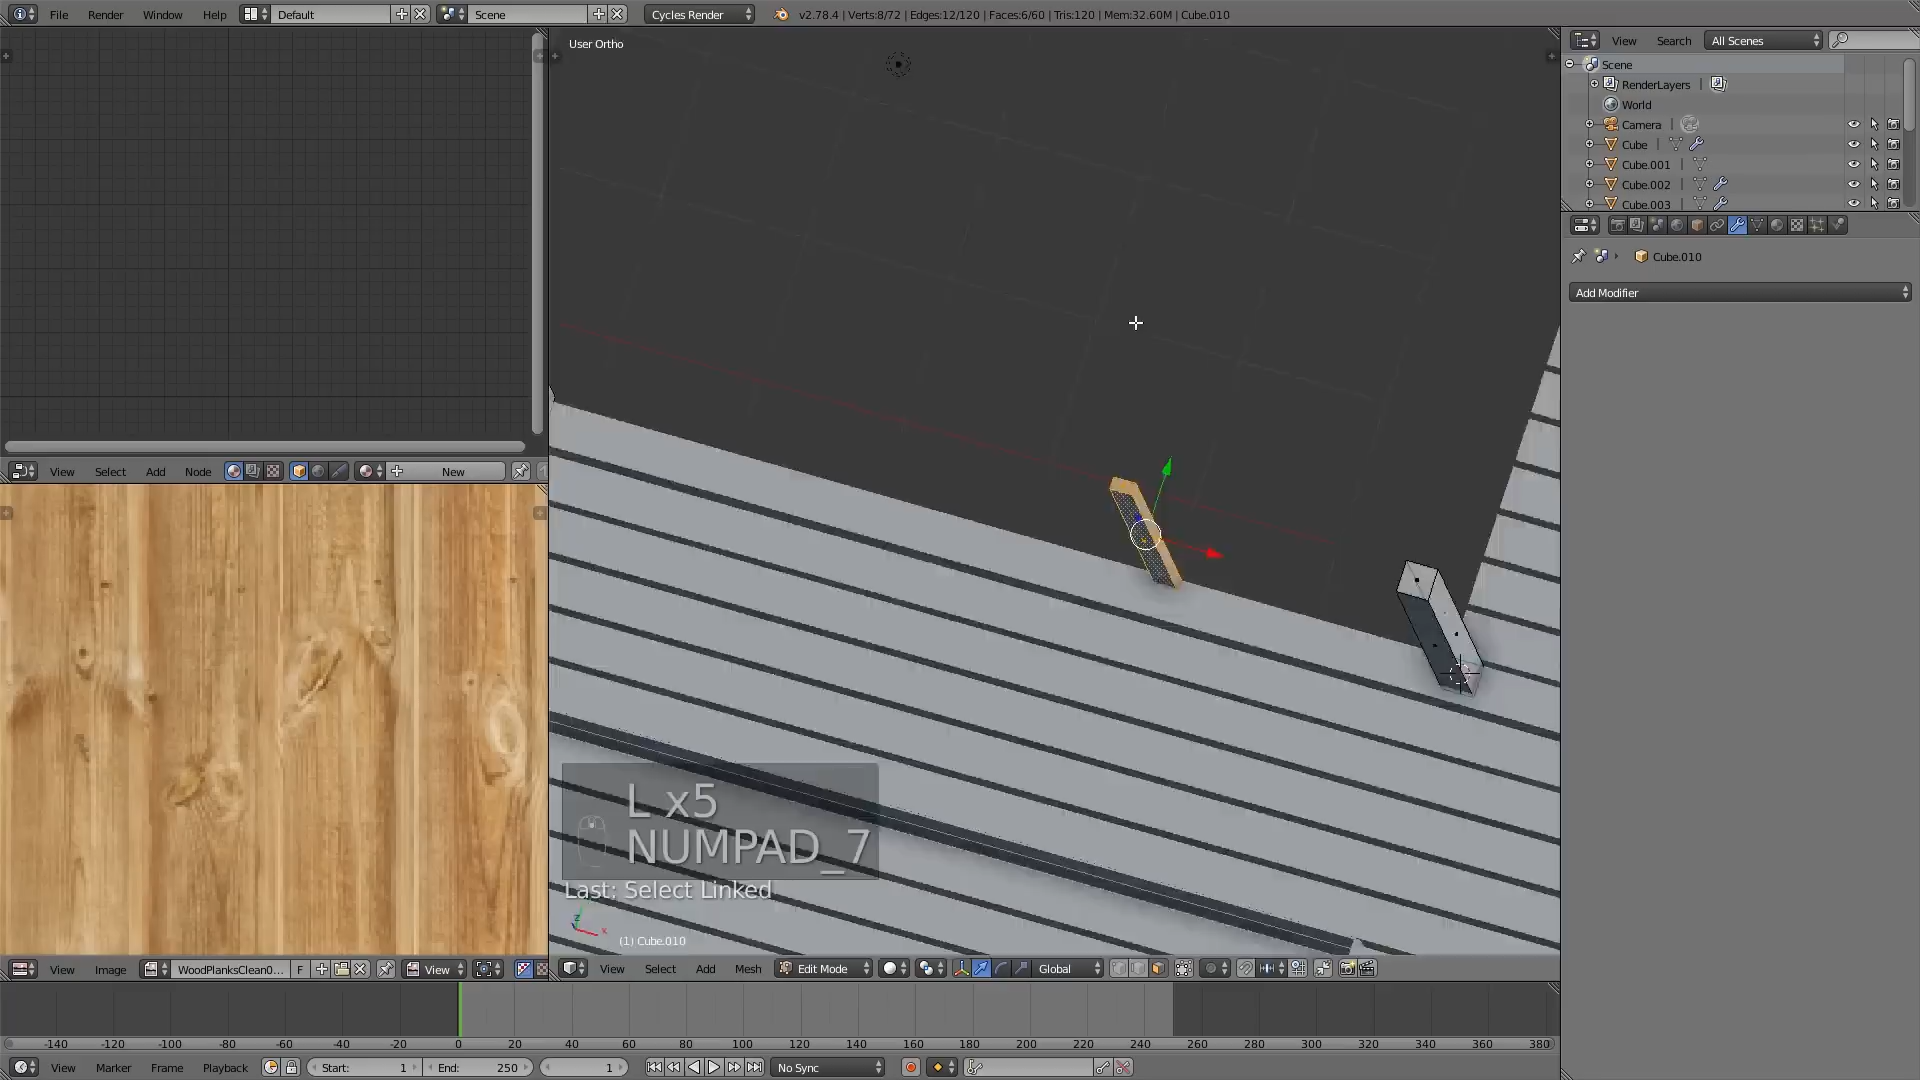 File Render Window Help Default Scene Cycles Render v2.78.4 | Verts:8/72 | Edges:12/120 | Faces:6/60 | Tris:120 | Mem:32.60M | Cube.010
User Ortho
View Search All Scenes
Scene
RenderLayers
World
Camera
Cube
Cube.001
Cube.002
Cube.003
Cube.010
Add Modifier
View Select Add Node New
L x5
NUMPAD_7
Last: Select Linked
z
x
(1) Cube.010
View Image WoodPlanksClean0... F View
View Select Add Mesh Edit Mode Global
-140 -120 -100 -80 -60 -40 -20 0 20 40 60 80 100 120 140 160 180 200 220 240 260 280 300 320 340 360 380
View Marker Frame Playback Start: 1 End: 250 1 No Sync